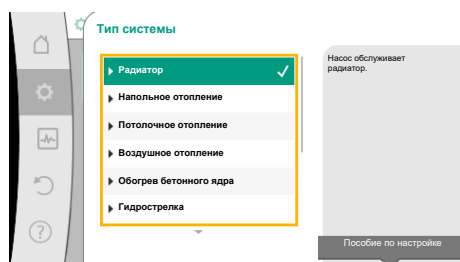 Тип системы
Радиатор
Напольное отопление
Потолочное отопление
Воздушное отопление
Обогрев бетонного ядра
Гидрострелка
Насос обслуживает
радиатор.
Пособие по настройке
?